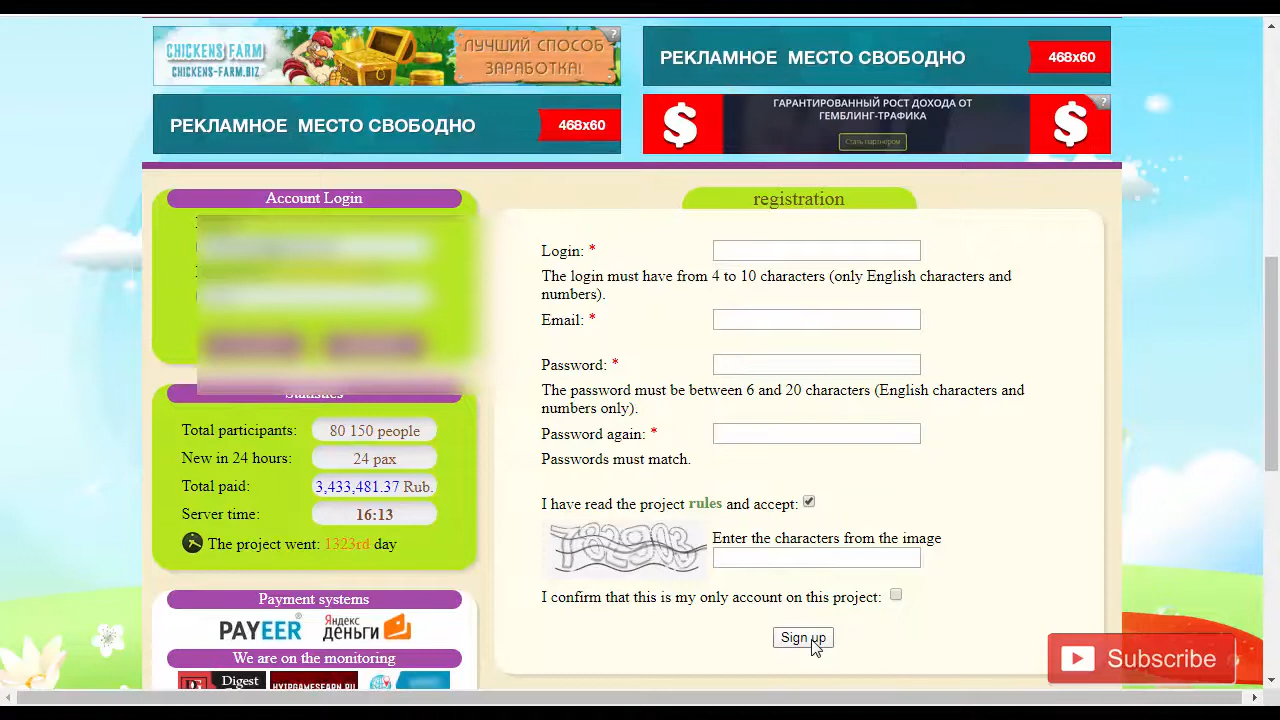 CHICKENS FARM
CHICKENS-FARM.BIZ
ЛУЧШИЙ СПОСОБ
ЗАРАБОТКА!
?
РЕКЛАМНОЕ МЕСТО СВОБОДНО
468x60
РЕКЛАМНОЕ МЕСТО СВОБОДНО
468x60
$
ГАРАНТИРОВАННЫЙ РОСТ ДОХОДА ОТ
ГЕМБЛИНГ-ТРАФИКА
Стать партнером
$
?
Account Login
Statistics
Total participants: 80 150 people
New in 24 hours: 24 pax
Total paid: 3,433,481.37 Rub.
Server time: 16:13
The project went: 1323rd day
Payment systems
PAYEER
Яндекс
деньги
We are on the monitoring
Digest
HYIPGAMESFARM.RU
registration
Login: *
The login must have from 4 to 10 characters (only English characters and
numbers).
Email: *
Password: *
The password must be between 6 and 20 characters (English characters and
numbers only).
Password again: *
Passwords must match.
I have read the project rules and accept:
Enter the characters from the image
I confirm that this is my only account on this project:
Sign up
Subscribe